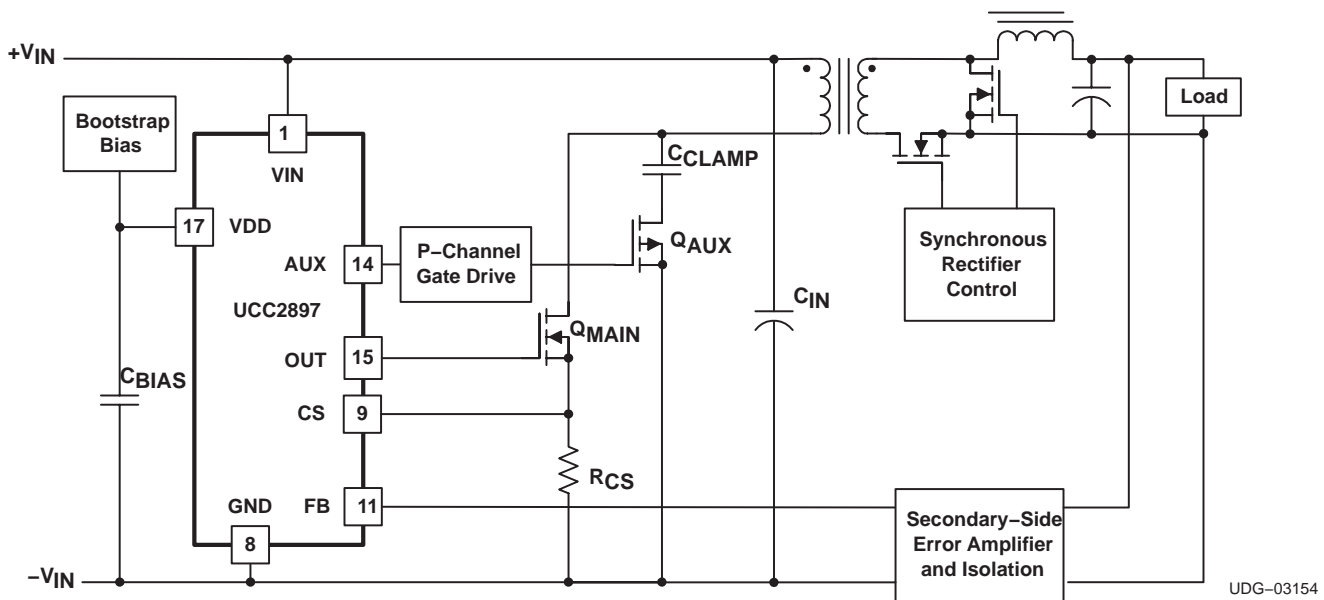 +VIN
Bootstrap
Bias
1
VIN
17
VDD
CCLAMP
Load
AUX
14
P−Channel
Gate Drive
QAUX
Synchronous
Rectifier
Control
UCC2897
CIN
QMAIN
OUT
15
CBIAS
CS
9
RCS
GND
FB
11
8
Secondary−Side
Error Amplifier
and Isolation
−VIN
UDG−03154